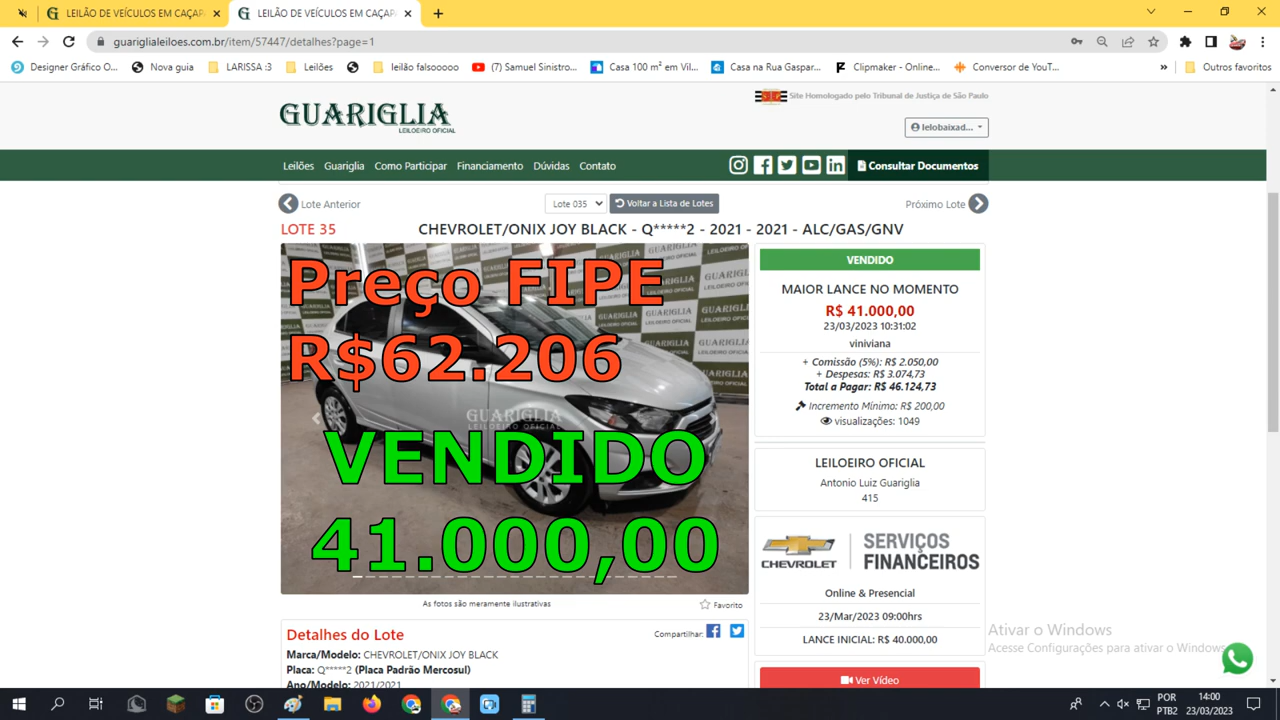 LEILÃO DE VEÍCULOS EM CAÇAP
LEILÃO DE VEÍCULOS EM CAÇAPA
guariglialeiloes.com.br/item/57447/detalhes?page=1
Designer Gráfico O...
Nova guia
LARISSA :3
Leilões
leilão falsooooo
(7) Samuel Sinistro...
Casa 100 m² em Vil...
Casa na Rua Gaspar...
Clipmaker - Online...
Conversor de YouT...
»
Outros favoritos
GUARIGLIA
LEILOEIRO OFICIAL
Site Homologado pelo Tribunal de Justiça de São Paulo
lelobaixad...
Leilões
Guariglia
Como Participar
Financiamento
Dúvidas
Contato
Consultar Documentos
Lote Anterior
Lote 035
Voltar a Lista de Lotes
Próximo Lote
LOTE 35
CHEVROLET/ONIX JOY BLACK - Q*****2 - 2021 - 2021 - ALC/GAS/GNV
Preço FIPE
R$62.206
GUARIGLIA
LEILOEIRO OFICIAL
VENDIDO
41.000,00
As fotos são meramente ilustrativas
Favorito
VENDIDO
MAIOR LANCE NO MOMENTO
R$ 41.000,00
23/03/2023 10:31:02
viniviana
+ Comissão (5%): R$ 2.050,00
+ Despesas: R$ 3.074,73
Total a Pagar: R$ 46.124,73
Incremento Mínimo: R$ 200,00
visualizações: 1049
LEILOEIRO OFICIAL
Antonio Luiz Guariglia
415
CHEVROLET
SERVIÇOS
FINANCEIROS
Online & Presencial
23/Mar/2023 09:00hrs
LANCE INICIAL: R$ 40.000,00
Ver Vídeo
Detalhes do Lote
Compartilhar:
Marca/Modelo: CHEVROLET/ONIX JOY BLACK
Placa: Q*****2 (Placa Padrão Mercosul)
Ano/Modelo: 2021/2021
Ativar o Windows
Acesse Configurações para ativar o Windows
POR
PTB2
14:00
23/03/2023